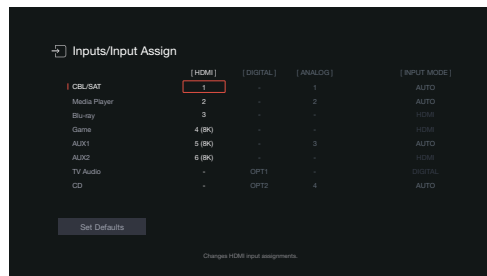 Inputs/Input Assign
[ HDMI ] [ DIGITAL ] [ ANALOG ] [ INPUT MODE ]
CBL/SAT 1 - 1 AUTO
Media Player 2 - 2 AUTO
Blu-ray 3 - - HDMI
Game 4 (8K) - - HDMI
AUX1 5 (8K) - 3 AUTO
AUX2 6 (8K) - - HDMI
TV Audio - OPT1 - DIGITAL
CD - OPT2 4 AUTO
Set Defaults
Changes HDMI input assignments.